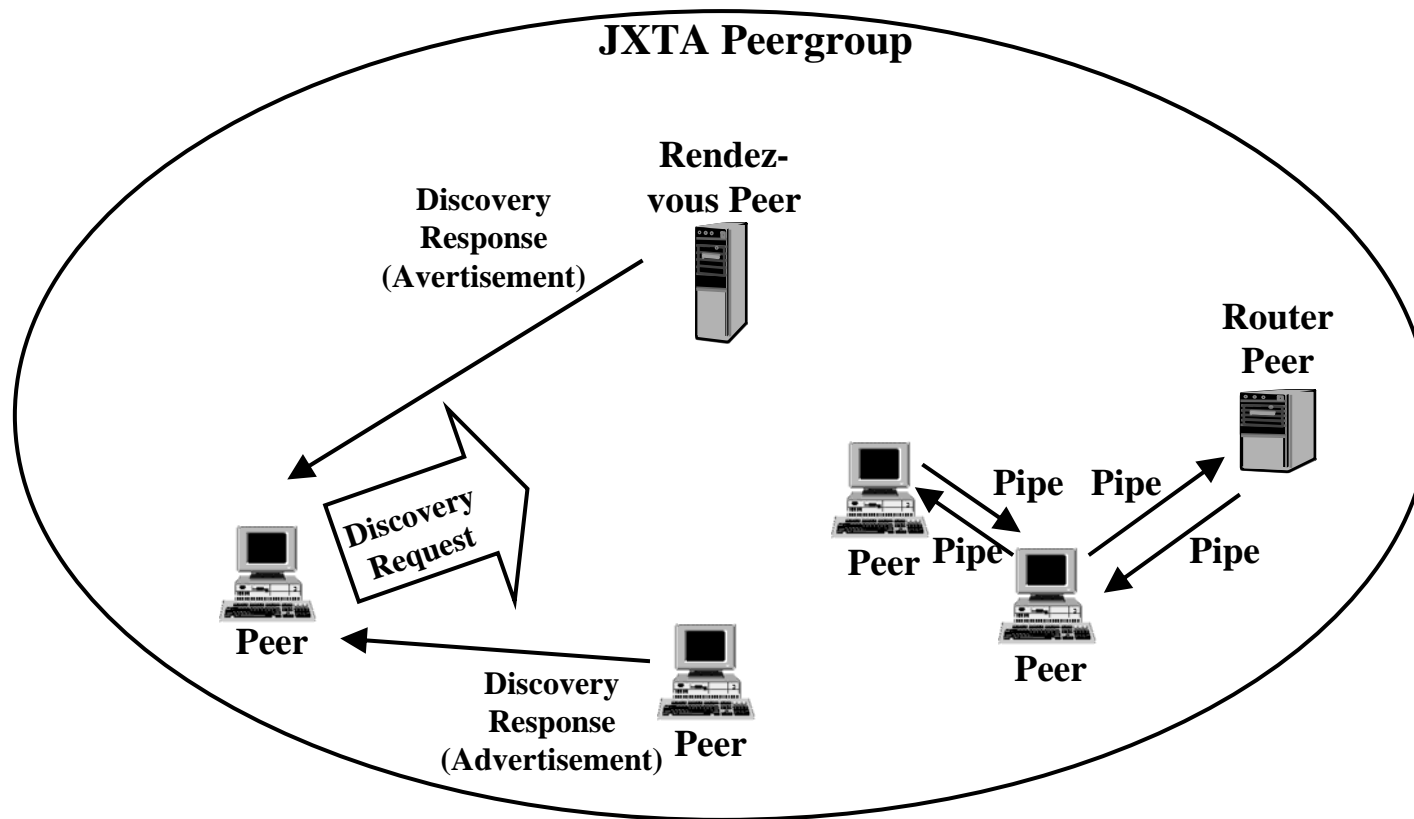 JXTA Peergroup
Rendez-
vous Peer
Discovery
Response
(Avertisement)
Router
Peer
Discovery
Request
Pipe
Pipe
Peer
Pipe
Pipe
Peer
Peer
Peer
Discovery
Response
(Advertisement)